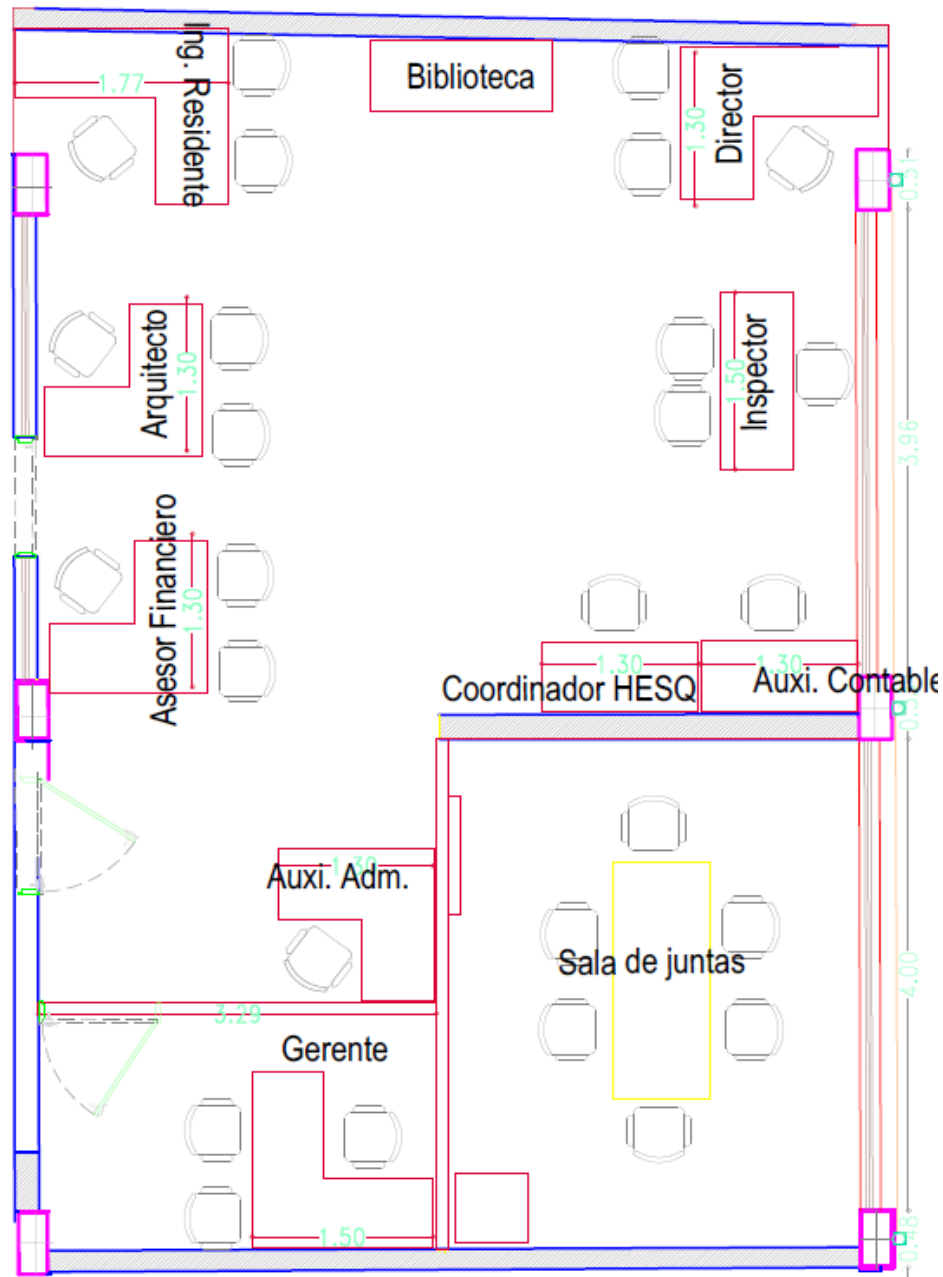 Ing. Residente
1.77
Biblioteca
1.30
Director
0.51
Arquitecto
1.30
Inspector
1.50
3.96
Asesor Financiero
1.30
1.30
1.30
Coordinador HESQ
Auxi. Contable
1.30
Auxi. Adm.
Sala de juntas
4.00
3.29
Gerente
1.50
0.48